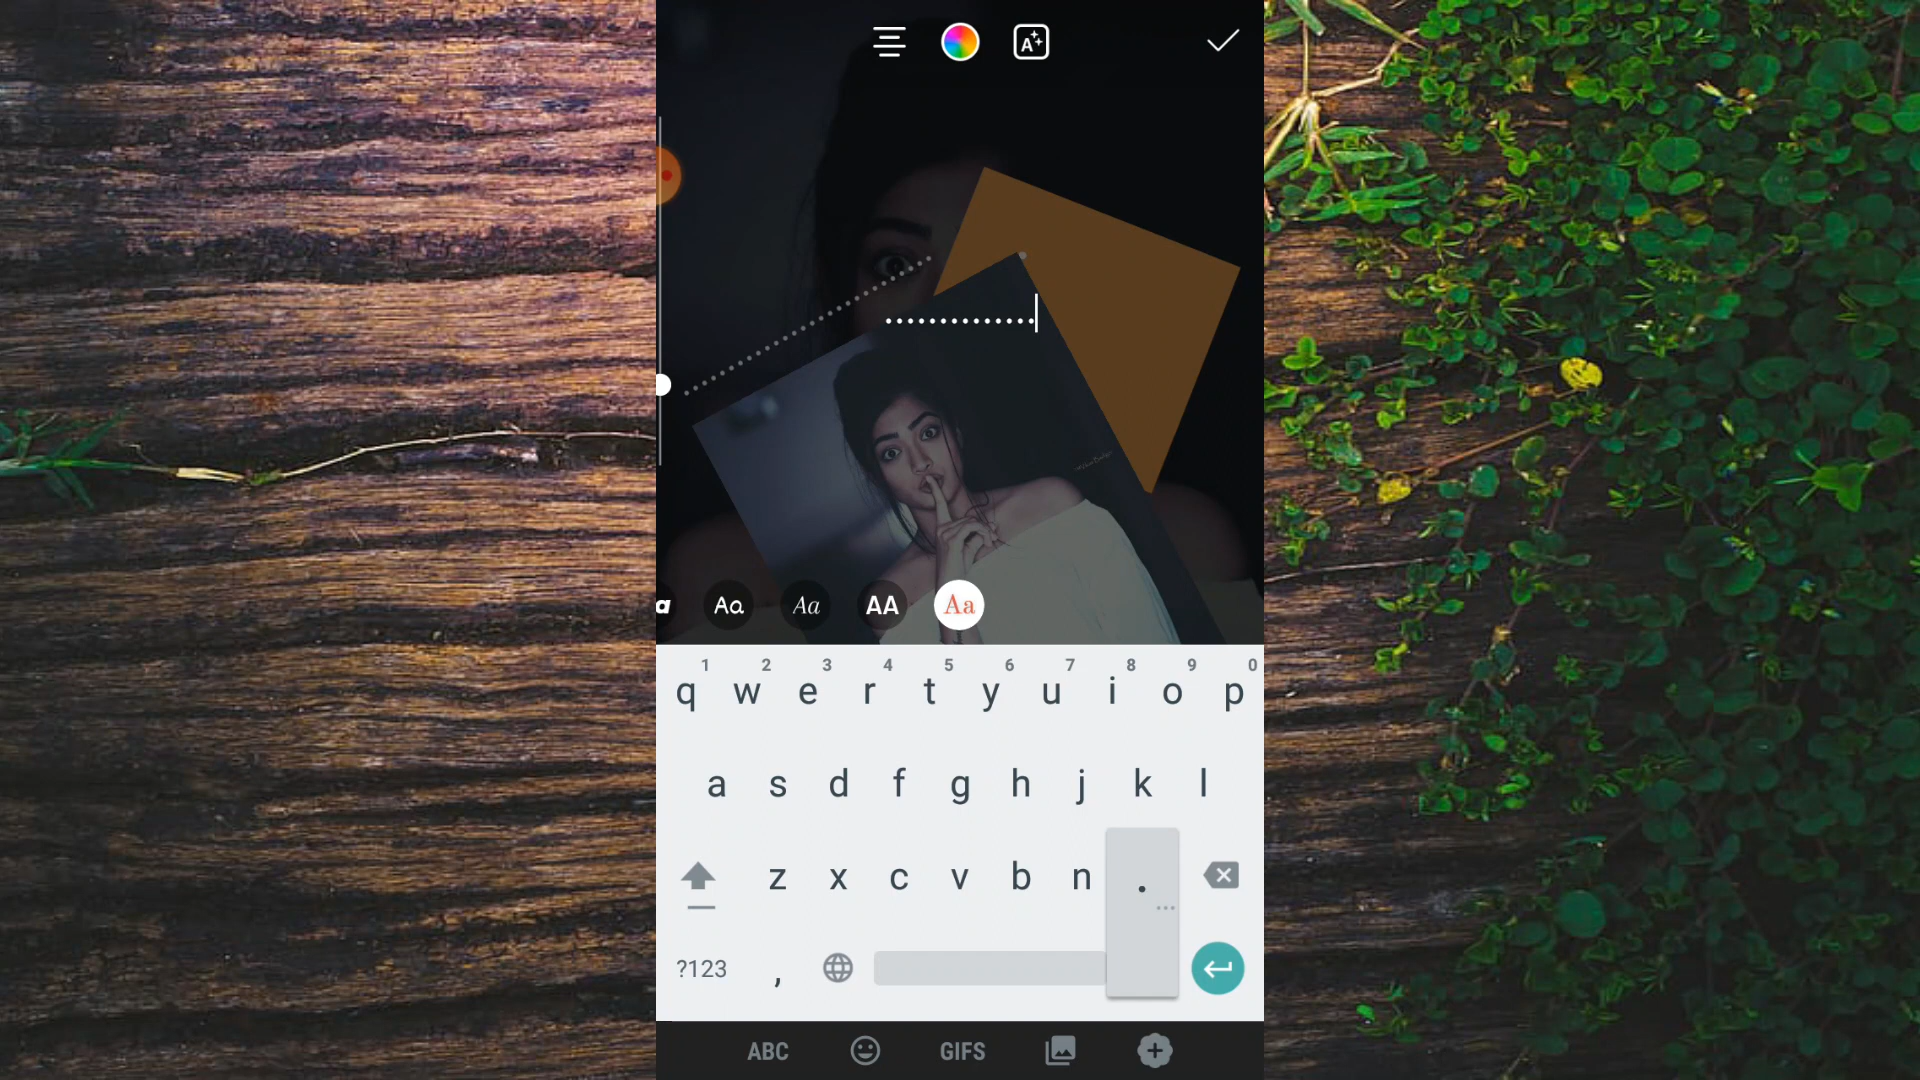 A
.............
a Aa Aa AA Aa
1 2 3 4 5 6 7 8 9 0
q w e r t y u i o p
a s d f g h j k l
z x c v b n .
...
?123 ,
ABC GIFS